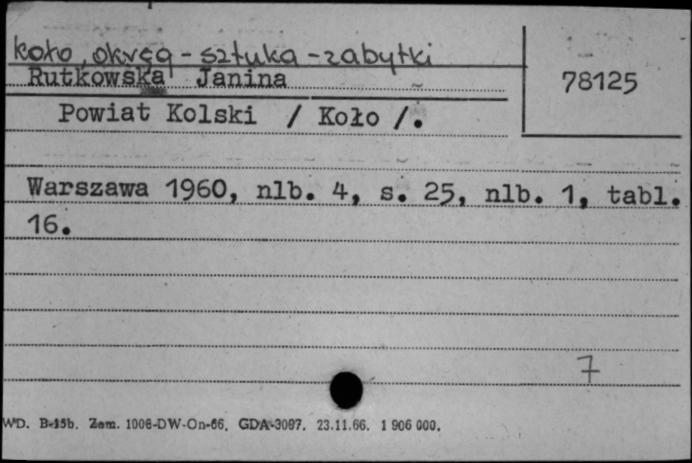 Koło, okręg - sztuka - zabytki
Rutkowska Janina
78125
Powiat Kolski / Koło /.
Warszawa 1960, nlb. 4, s. 25, nlb. 1, tabl.
16.
7
WD. B-15b. Zam. 1006-DW-On-66. GDA-3097. 23.11.66. 1 906 000.